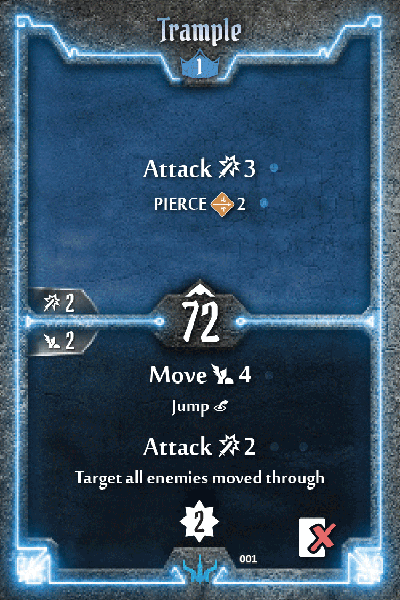 Trample
1
Attack 3
PIERCE 2
2
72
2
Move 4
Jump
Attack 2
Target all enemies moved through
2
001